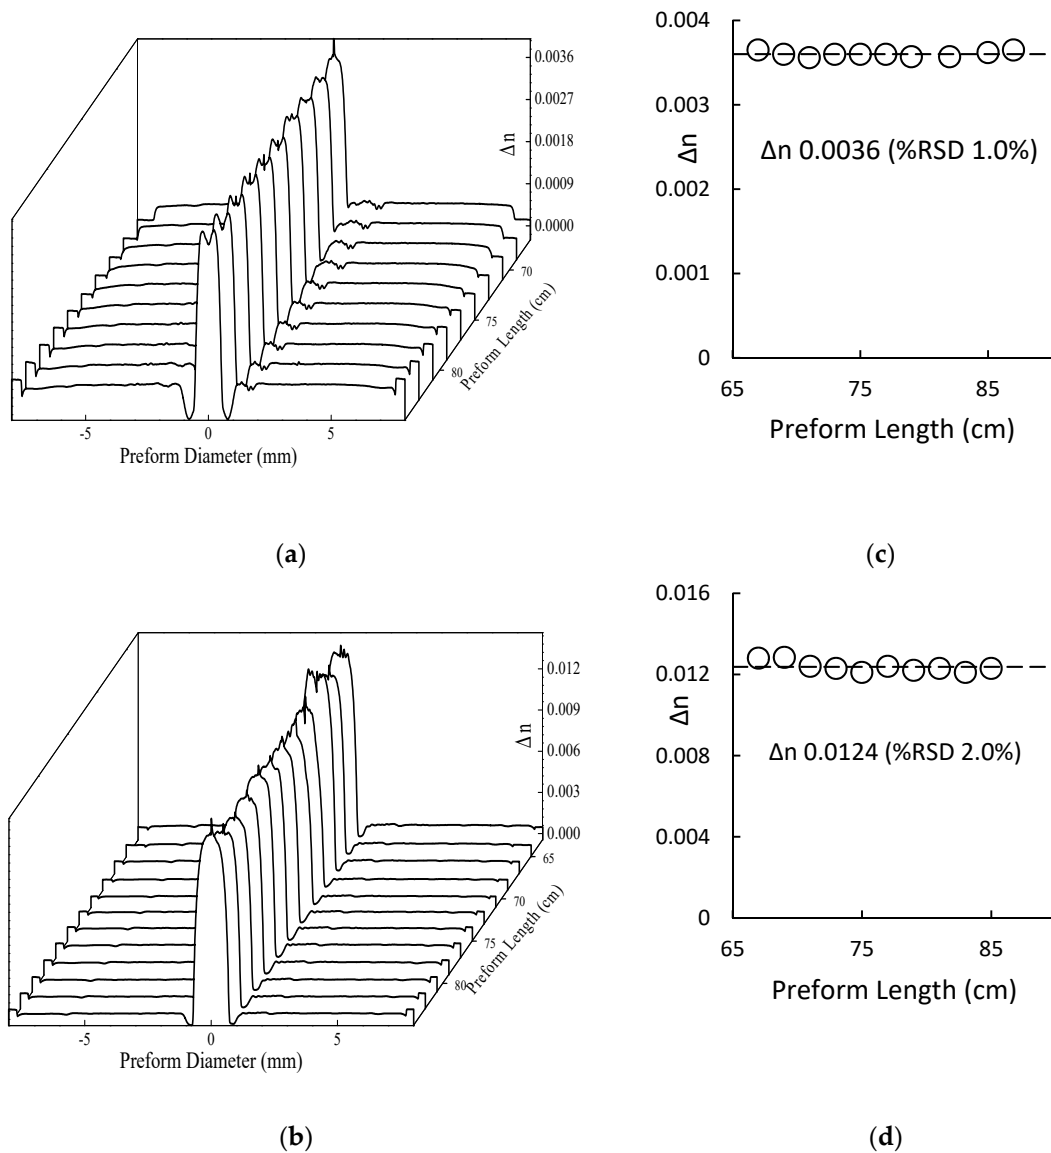 0.0036
0.0027
0.0018
0.0009
0.0000
Δn
70
75
80
Preform Length (cm)
-5 0 5
Preform Diameter (mm)
(a)
0.004
0.003
0.002
0.001
0
Δn
Δn 0.0036 (%RSD 1.0%)
65 75 85
Preform Length (cm)
(c)
0.012
0.009
0.006
0.003
0.000
Δn
65
70
75
80
Preform Length (cm)
-5 0 5
Preform Diameter (mm)
(b)
0.016
0.012
0.008
0.004
0
Δn
Δn 0.0124 (%RSD 2.0%)
65 75 85
Preform Length (cm)
(d)